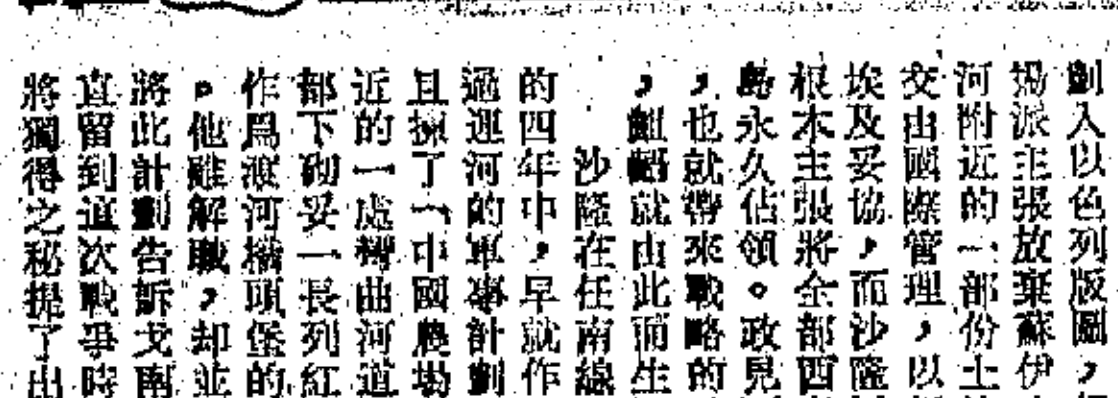 劃入以色列版圖，
揚派主張放棄蘇伊
河附近的一部份土
交由國際管理，以
埃及妥協，而沙隆
根本主張將全部西
島永久佔領。政見
，也就帶來戰略的
，齟齬就由此而生
沙隆在任南線
的四年中，早就作
過運河的軍事計劃
且揀了「中國農場
近的一處彎曲河道
都下砌妥一長列紅
作爲渡河橋頭堡的
。他雖解職，却並
將此計劃告訴戈南
直留到這次戰爭時
將獨得之秘提了出